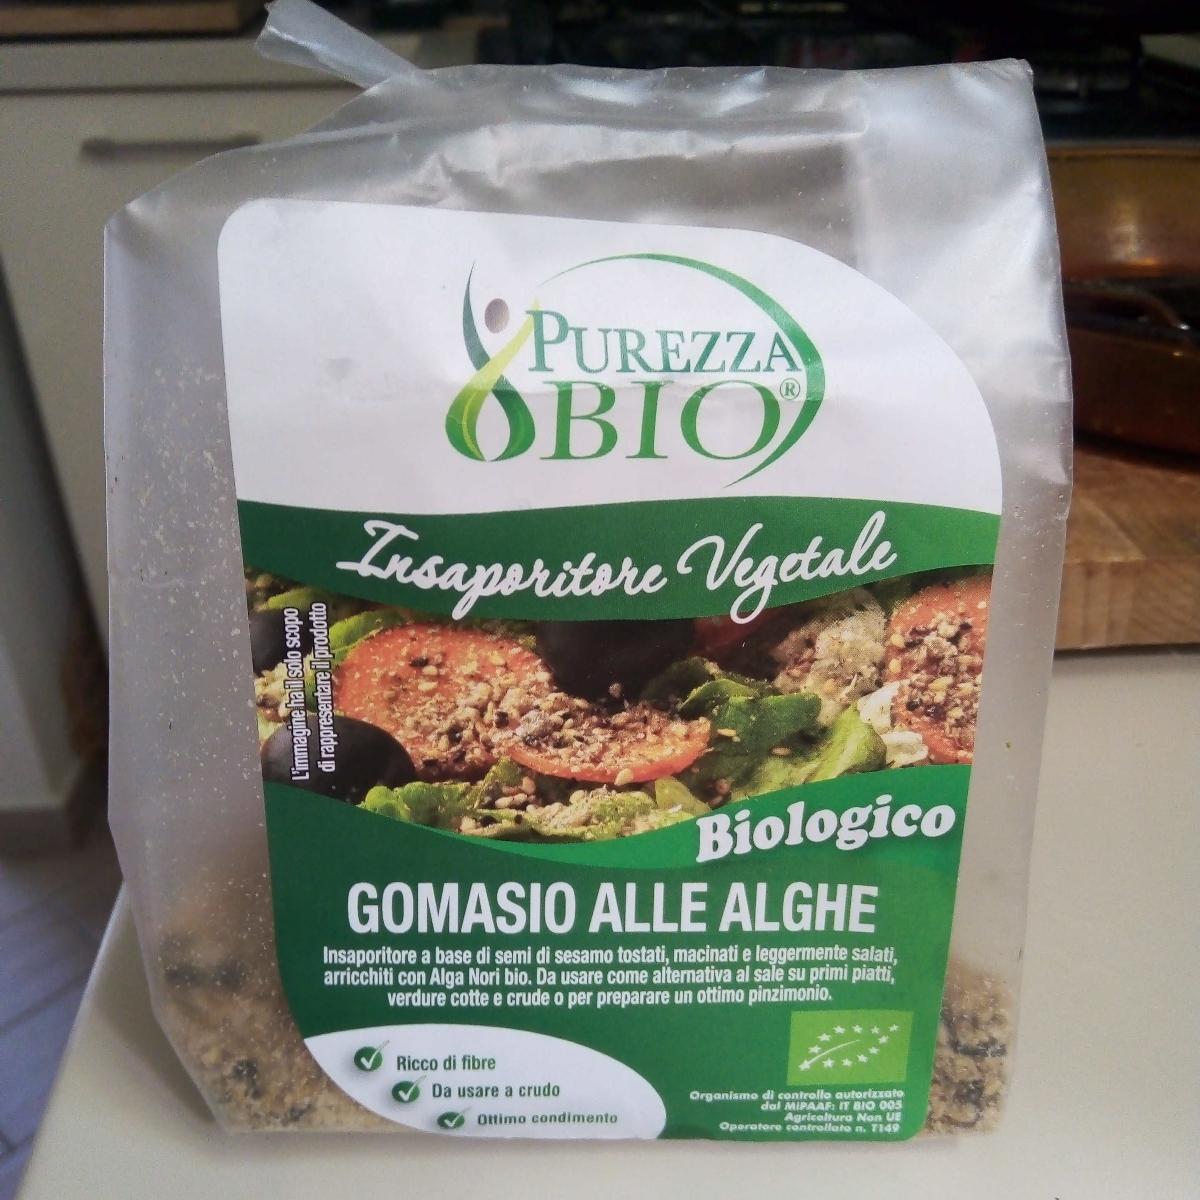 PUREZZA
BIO®
Insaporitore Vegetale
L'immagine ha il solo scopo
di rappresentare il prodotto
Biologico
GOMASIO ALLE ALGHE
Insaporitore a base di semi di sesamo tostati, macinati e leggermente salati,
arricchiti con Alga Nori bio. Da usare come alternativa al sale su primi piatti,
verdure cotte e crude o per preparare un ottimo pinzimonio.
Ricco di fibre
Da usare a crudo
Ottimo condimento
Organismo di controllo autorizzato
dal MiPAAF: IT BIO 005
Agricoltura Non UE
Operatore controllato n. T149